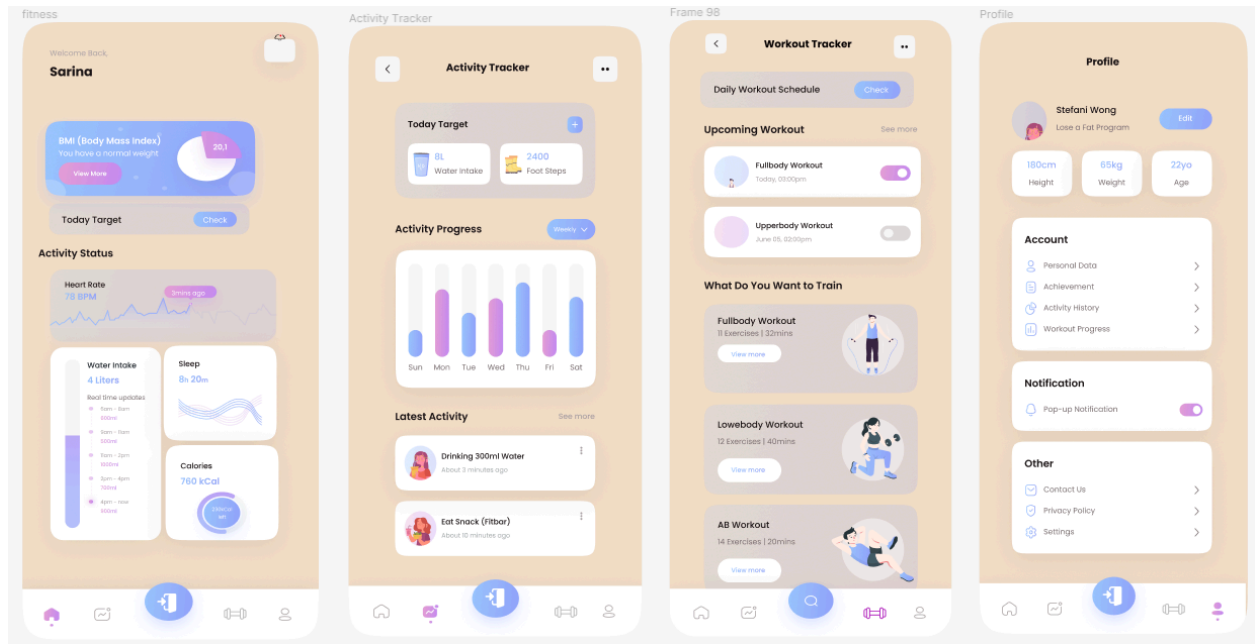 fitness
Welcome Back,
Sarina
BMI (Body Mass Index)
You have a normal weight
20,1
View More
Today Target
Check
Activity Status
Heart Rate
78 BPM
3mins ago
Water Intake
4 Liters
Real time updates
600ml
9am - 11am
500ml
11am - 2pm
1000ml
2pm - 4pm
700ml
4pm - now
900ml
Sleep
8h 20m
Calories
760 kCal
Activity Tracker
Activity Tracker
Today Target
8L
Water Intake
2400
Foot Steps
Activity Progress
Weekly
Sun Mon Tue Wed Thu Fri Sat
Latest Activity
See more
Drinking 300ml Water
About 3 minutes ago
Eat Snack (Fitbar)
About 10 minutes ago
Frame 98
Workout Tracker
Daily Workout Schedule
Check
Upcoming Workout
See more
Fullbody Workout
Today, 03:00pm
Upperbody Workout
June 05, 02:00pm
What Do You Want to Train
Fullbody Workout
11 Exercises | 32mins
View more
Lowebody Workout
12 Exercises | 40mins
View more
AB Workout
14 Exercises | 20mins
View more
Profile
Profile
Stefani Wong
Lose a Fat Program
Edit
180cm
Height
65kg
Weight
22yo
Age
Account
Personal Data
Achievement
Activity History
Workout Progress
Notification
Pop-up Notification
Other
Contact Us
Privacy Policy
Settings